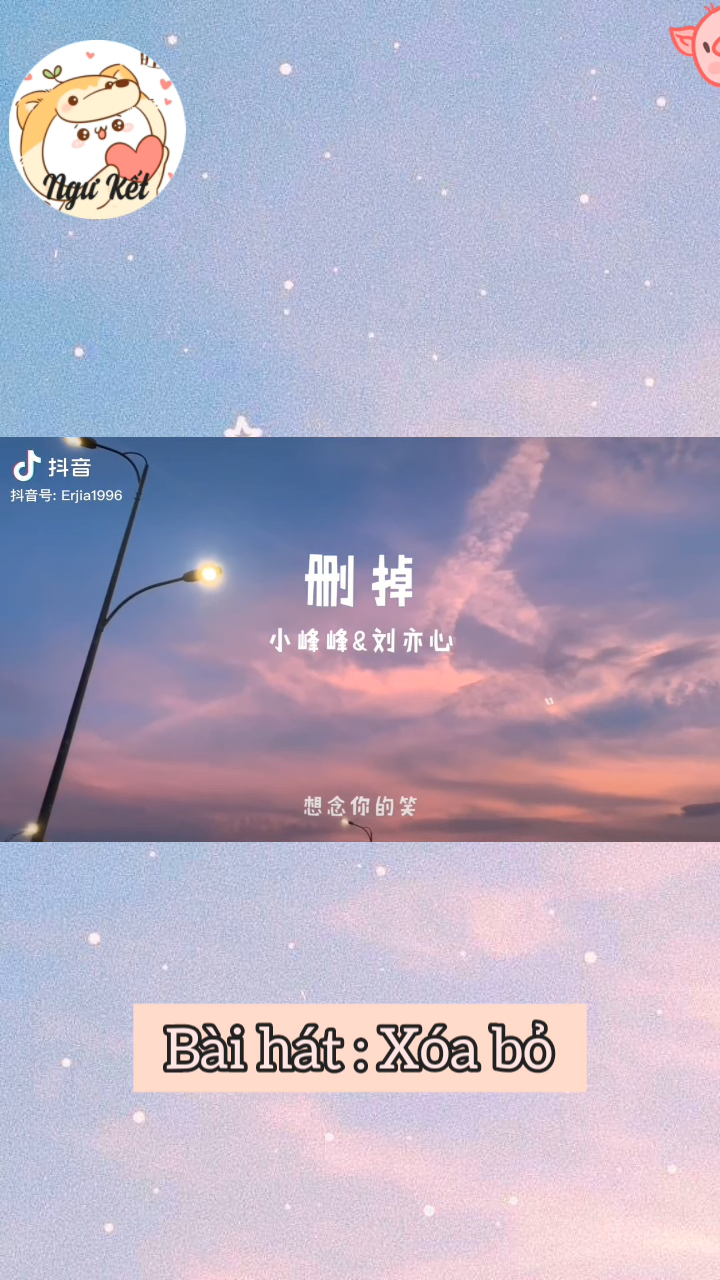 Ngư Kết
抖音
抖音号: Erjia1996
删掉
小峰峰&刘亦心
想念你的笑
Bài hát : Xóa bỏ